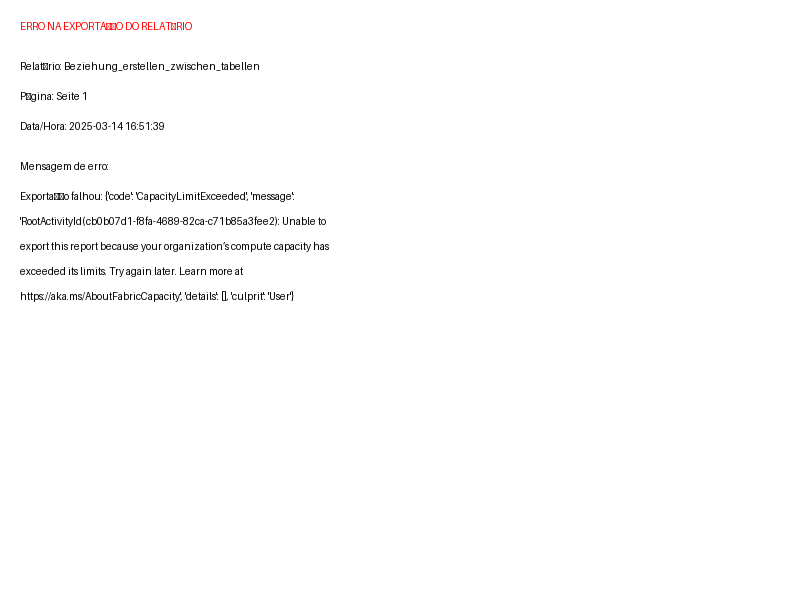 ERRO NA EXPORTA□□O DO RELAT□RIO
Relat□rio: Beziehung_erstellen_zwischen_tabellen
P□gina: Seite 1
Data/Hora: 2025-03-14 16:51:39
Mensagem de erro:
Exporta□□o falhou: {'code': 'CapacityLimitExceeded', 'message':
'RootActivityId(cb0b07d1-f8fa-4689-82ca-c71b85a3fee2): Unable to
export this report because your organization’s compute capacity has
exceeded its limits. Try again later. Learn more at
https://aka.ms/AboutFabricCapacity', 'details': [], 'culprit': 'User'}